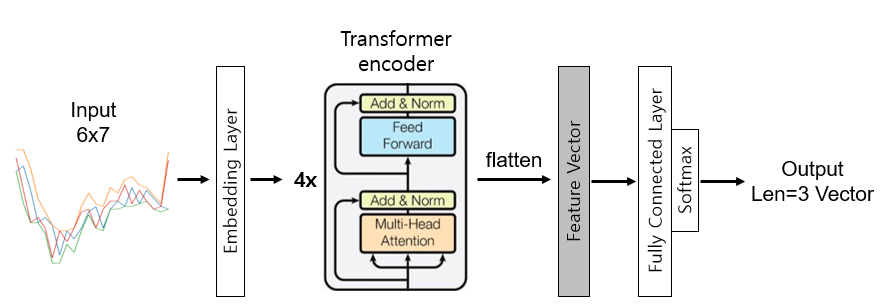 Input
6x7
Embedding Layer
Transformer
encoder
4x
Add & Norm
Feed
Forward
Add & Norm
Multi-Head
Attention
flatten
Feature Vector
Fully Connected Layer
Softmax
Output
Len=3 Vector